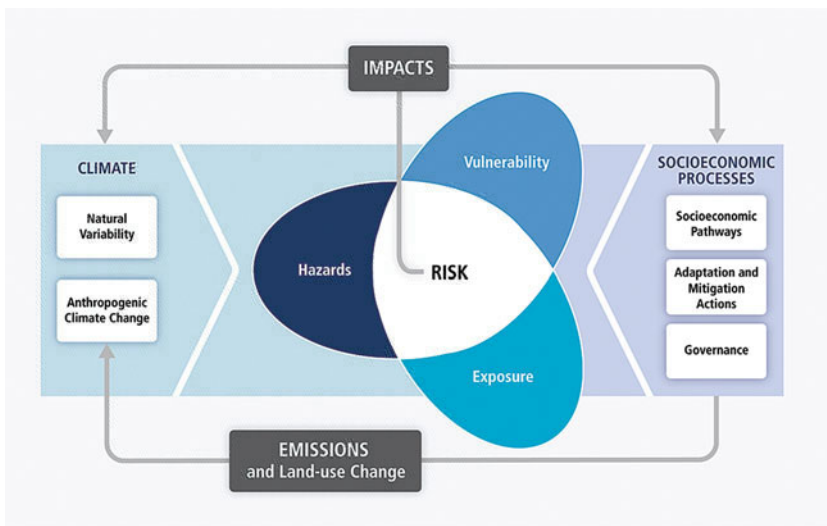 IMPACTS
CLIMATE
Natural
Variability
Anthropogenic
Climate Change
Vulnerability
Hazards
RISK
Exposure
SOCIOECONOMIC
PROCESSES
Socioeconomic
Pathways
Adaptation and
Mitigation
Actions
Governance
EMISSIONS
and Land-use Change